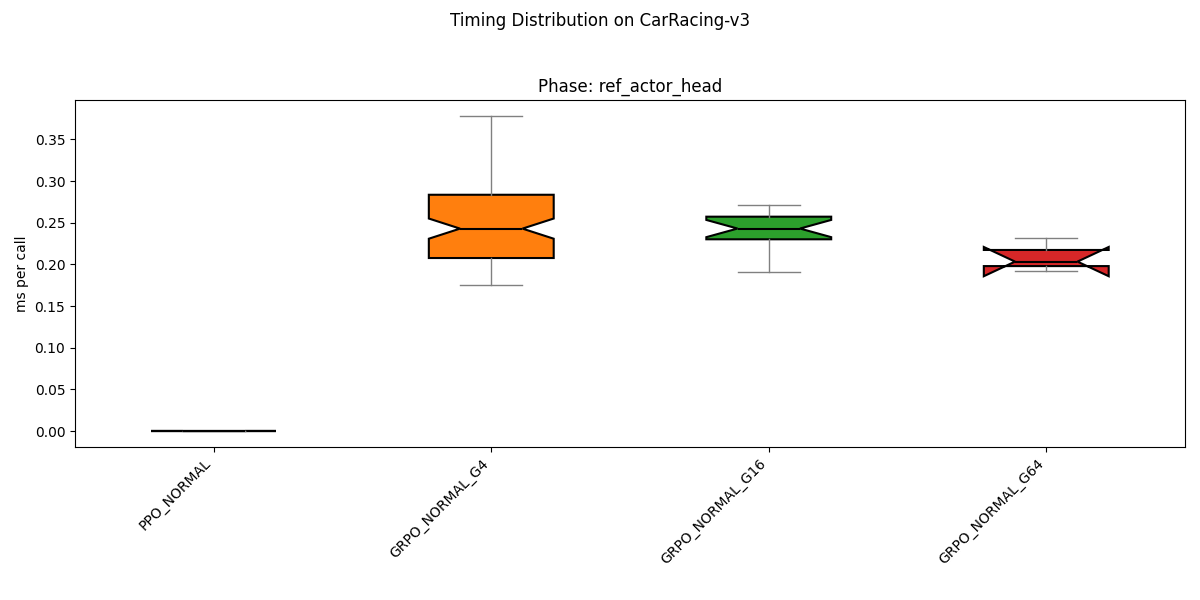 Timing Distribution on CarRacing-v3
Phase: ref_actor_head
ms per call
0.35
0.30
0.25
0.20
0.15
0.10
0.05
0.00
PPO_NORMAL
GRPO_NORMAL_G4
GRPO_NORMAL_G16
GRPO_NORMAL_G64